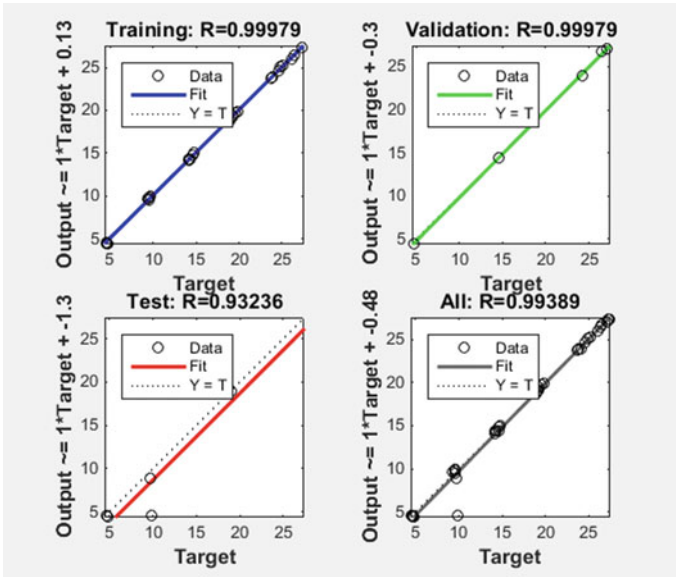 Training: R=0.99979
Output ~= 1*Target + 0.13
25
20
15
10
5
Data
Fit
Y = T
5 10 15 20 25
Target
Validation: R=0.99979
Output ~= 1*Target + -0.3
25
20
15
10
5
Data
Fit
Y = T
5 10 15 20 25
Target
Test: R=0.93236
Output ~= 1*Target + -1.3
25
20
15
10
5
Data
Fit
Y = T
5 10 15 20 25
Target
All: R=0.99389
Output ~= 1*Target + -0.48
25
20
15
10
5
Data
Fit
Y = T
5 10 15 20 25
Target